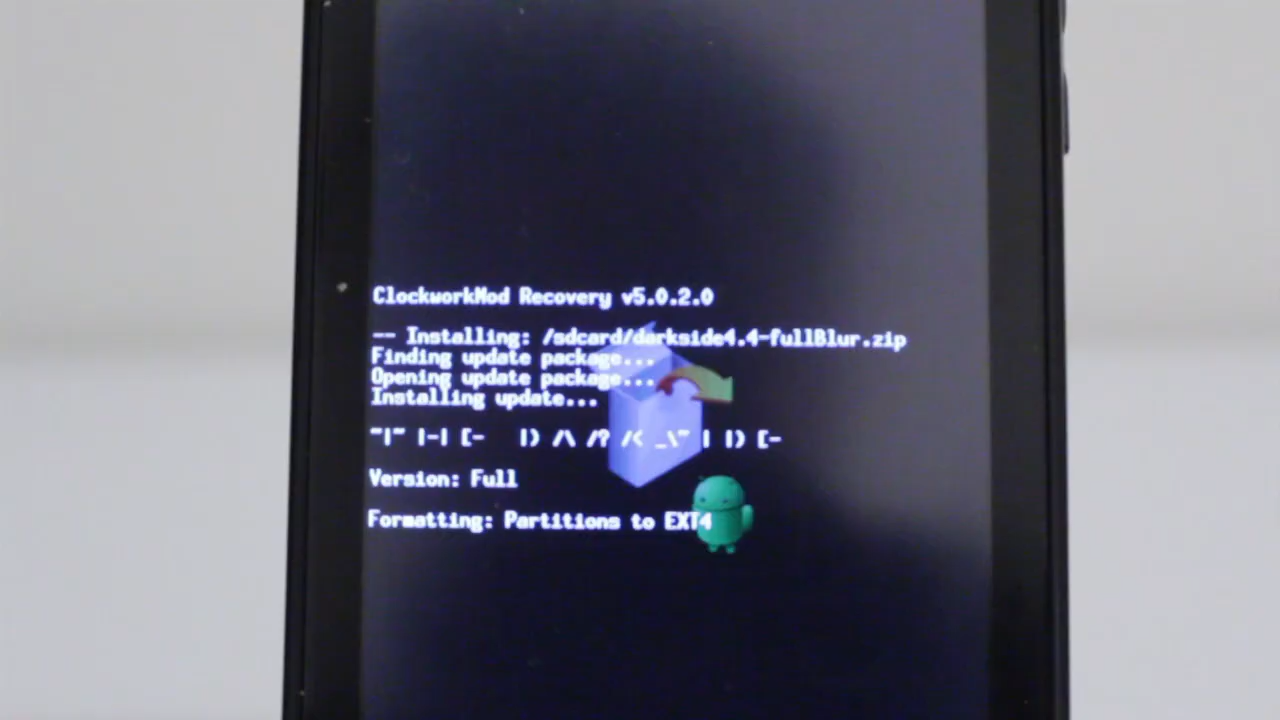 ClockworkMod Recovery v5.0.2.0
-- Installing: /sdcard/darkside4.4-fullBlur.zip
Finding update package...
Opening update package...
Installing update...
~|~ |-| [-   |) /\ /? /< _\~ | |) [-
Version: Full
Formatting: Partitions to EXT4